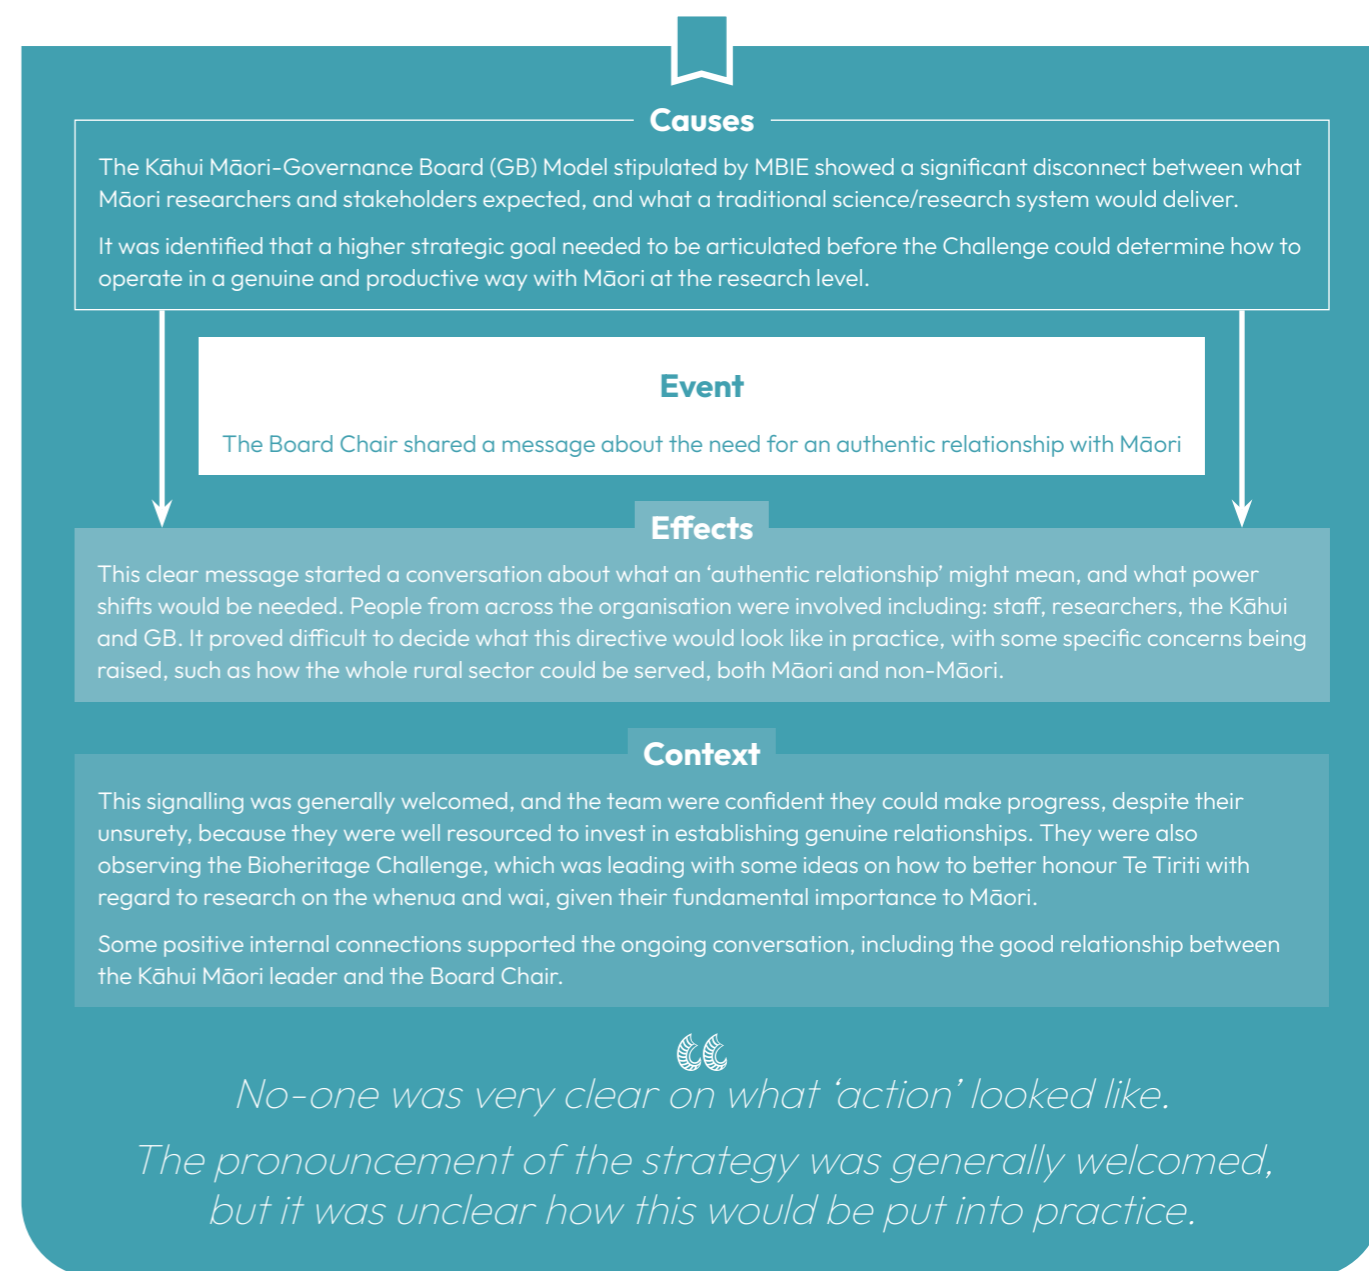 Causes
The Kāhui Māori-Governance Board (GB) Model stipulated by MBIE showed a significant disconnect between what
Māori researchers and stakeholders expected, and what a traditional science/research system would deliver.
It was identified that a higher strategic goal needed to be articulated before the Challenge could determine how to
operate in a genuine and productive way with Māori at the research level.
Event
The Board Chair shared a message about the need for an authentic relationship with Māori
Effects
This clear message started a conversation about what an ‘authentic relationship’ might mean, and what power
shifts would be needed. People from across the organisation were involved including: staff, researchers, the Kāhui
and GB. It proved difficult to decide what this directive would look like in practice, with some specific concerns being
raised, such as how the whole rural sector could be served, both Māori and non-Māori.
Context
This signalling was generally welcomed, and the team were confident they could make progress, despite their
unsurety, because they were well resourced to invest in establishing genuine relationships. They were also
observing the Bioheritage Challenge, which was leading with some ideas on how to better honour Te Tiriti with
regard to research on the whenua and wai, given their fundamental importance to Māori.
Some positive internal connections supported the ongoing conversation, including the good relationship between
the Kāhui Māori leader and the Board Chair.
No-one was very clear on what ‘action’ looked like.
The pronouncement of the strategy was generally welcomed,
but it was unclear how this would be put into practice.